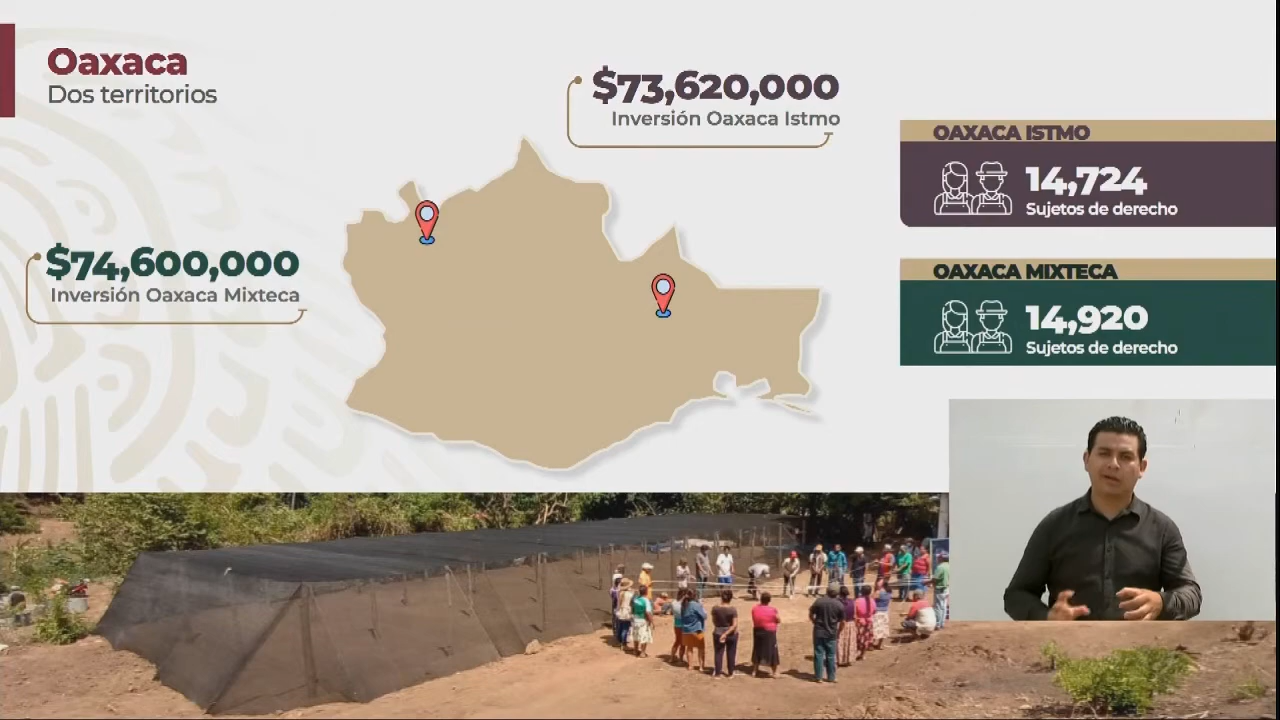 Oaxaca
Dos territorios
$73,620,000
Inversión Oaxaca Istmo
$74,600,000
Inversión Oaxaca Mixteca
OAXACA ISTMO
14,724
Sujetos de derecho
OAXACA MIXTECA
14,920
Sujetos de derecho